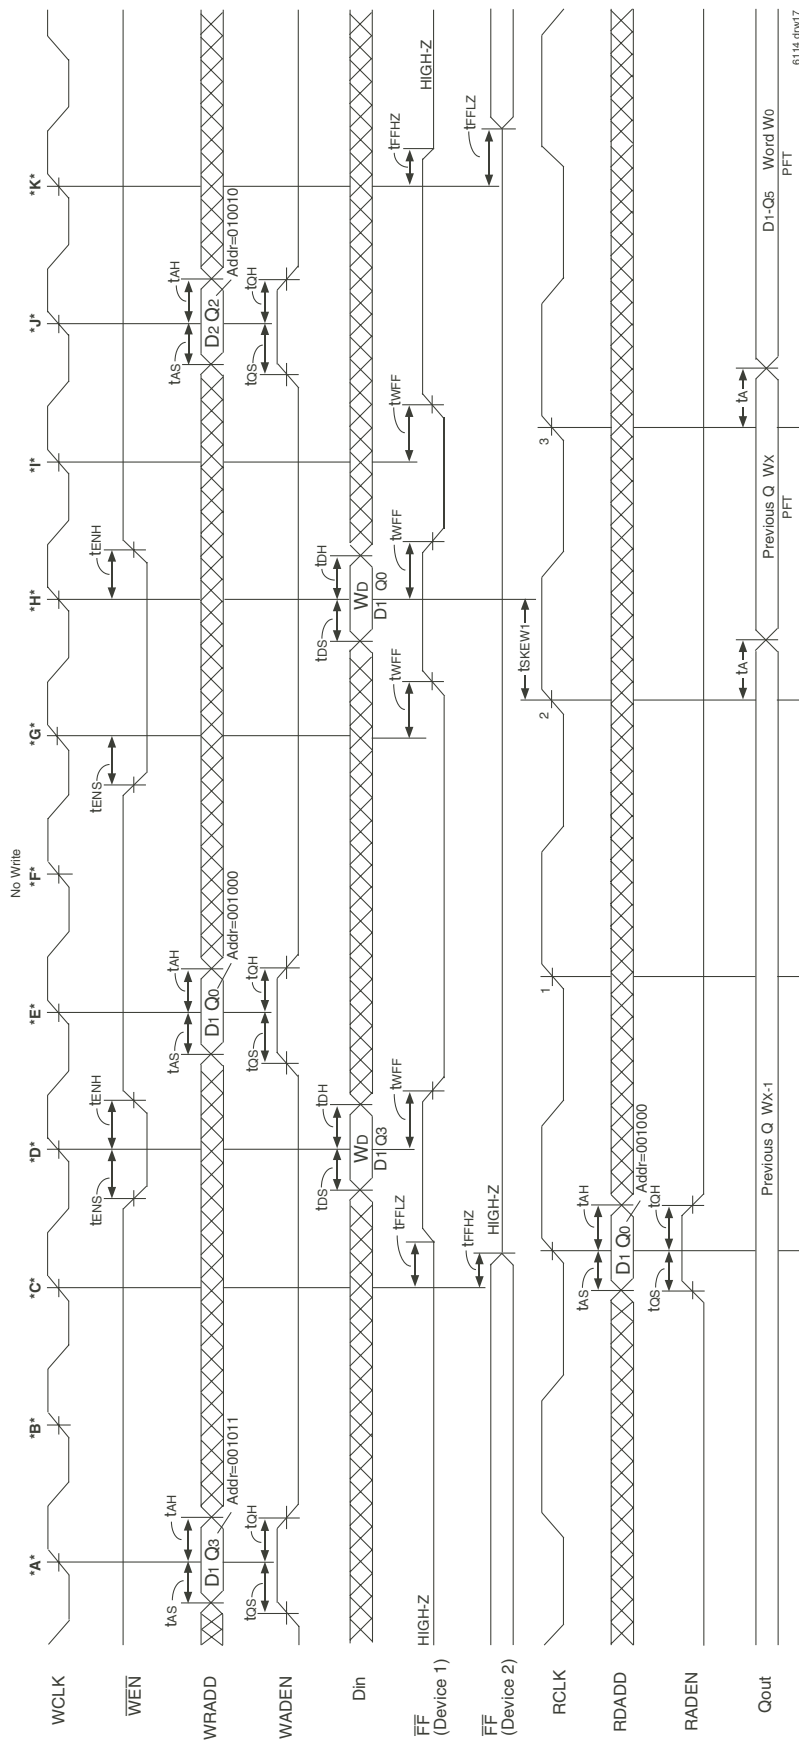 No Write
*A* *B* *C* *D* *E* *F* *G* *H* *I* *J* *K*
WCLK
tENS tENH tENS tENH
WEN
tAS tAH tAS tAH tAS tAH
WRADD D1 Q3 D1 Q0 D2 Q2
Addr=001011 Addr=001000 Addr=010010
tQS tQH tQS tQH tQS tQH
WADEN
tDS tDH tDS tDH
Din WD WD
D1 Q3 D1 Q0
tFFLZ tWFF tWFF tWFF tWFF tFFHZ
FF HIGH-Z HIGH-Z
(Device 1)
tFFHZ tFFLZ
FF HIGH-Z
(Device 2)
tSKEW1
1 2 3
RCLK
tAS tAH
RDADD D1 Q0
Addr=001000
tQS tQH
RADEN
tA tA
Qout Previous Q WX-1 Previous Q WX D1-Q5 Word W0
PFT PFT
6114 drw17